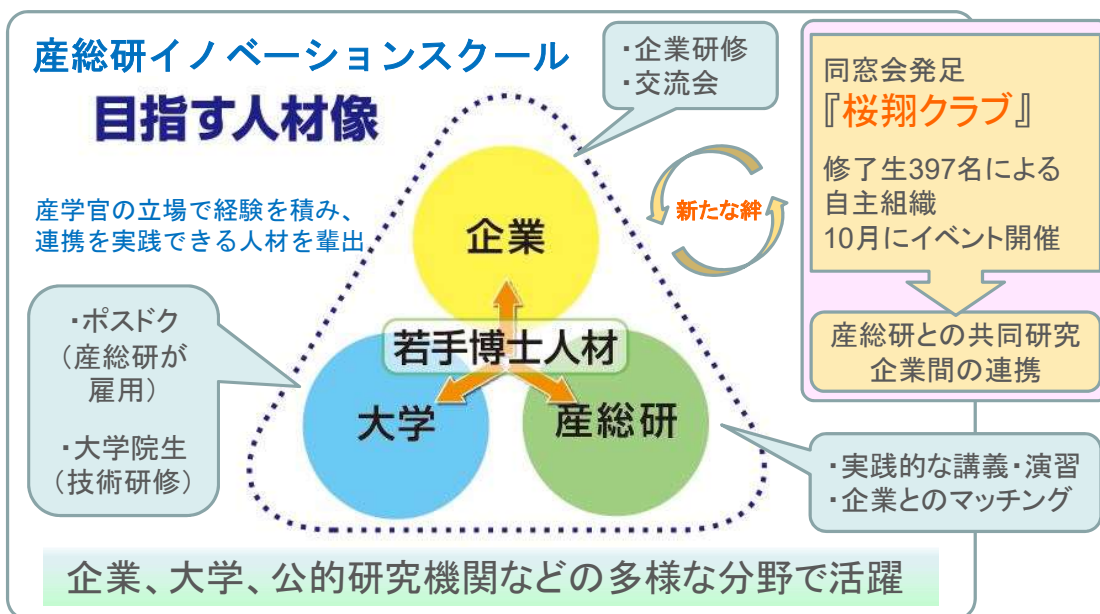 産総研イノベーションスクール
目指す人材像
産学官の立場で経験を積み、
連携を実践できる人材を輩出
・企業研修
・交流会
企業
若手博士人材
大学
産総研
・ポスドク
(産総研が
雇用)
・大学院生
(技術研修)
・実践的な講義・演習
・企業とのマッチング
新たな絆
同窓会発足
『桜翔クラブ』
修了生397名による
自主組織
10月にイベント開催
産総研との共同研究
企業間の連携
企業、大学、公的研究機関などの多様な分野で活躍